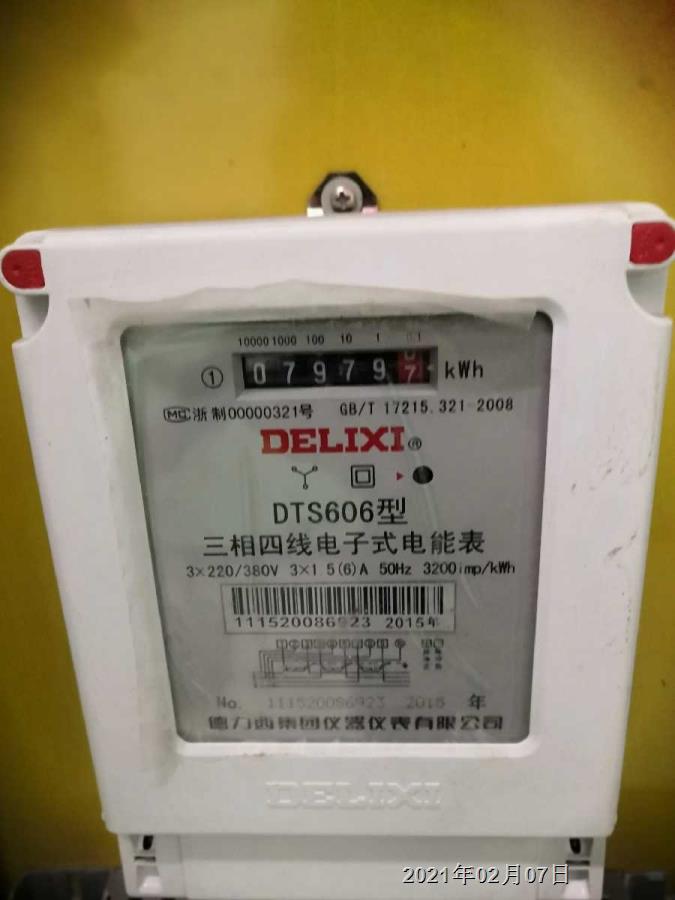 10000 1000 100 10 1 0.1
① 0 7 9 7 9 7 kWh
MC 浙制00000321号 GB/T 17215.321-2008
DELIXI®
DTS606型
三相四线电子式电能表
3×220/380V 3×1.5(6)A 50Hz 3200imp/kWh
111520086923 2015年
No. 111520086923 2015 年
德力西集团仪器仪表有限公司
DELIXI
2021年02月07日